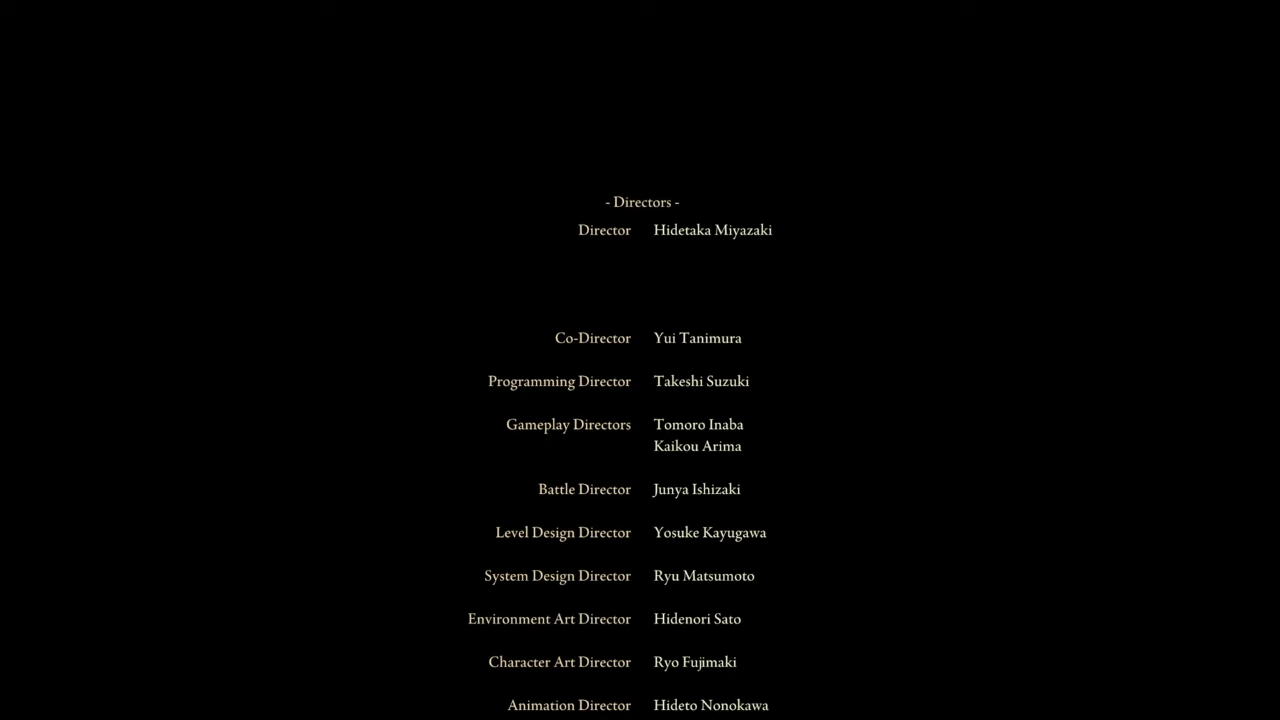 - Directors -
Director Hidetaka Miyazaki
Co-Director Yui Tanimura
Programming Director Takeshi Suzuki
Gameplay Directors Tomoro Inaba
Kaikou Arima
Battle Director Junya Ishizaki
Level Design Director Yosuke Kayugawa
System Design Director Ryu Matsumoto
Environment Art Director Hidenori Sato
Character Art Director Ryo Fujimaki
Animation Director Hideto Nonokawa